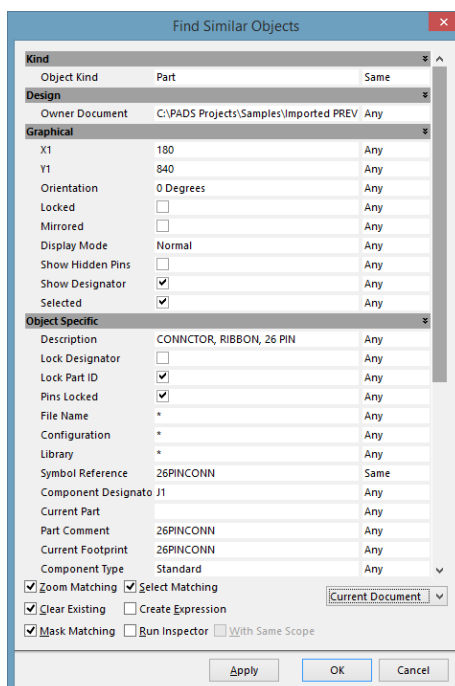 Find Similar Objects
Kind
Object Kind Part Same
Design
Owner Document C:\PADS Projects\Samples\Imported PREV Any
Graphical
X1 180 Any
Y1 840 Any
Orientation 0 Degrees Any
Locked Any
Mirrored Any
Display Mode Normal Any
Show Hidden Pins Any
Show Designator Any
Selected Any
Object Specific
Description CONNCTOR, RIBBON, 26 PIN Any
Lock Designator Any
Lock Part ID Any
Pins Locked Any
File Name * Any
Configuration * Any
Library * Any
Symbol Reference 26PINCONN Same
Component Designato J1 Any
Current Part Any
Part Comment 26PINCONN Any
Current Footprint 26PINCONN Any
Component Type Standard Any
Zoom Matching Select Matching
Current Document
Clear Existing Create Expression
Mask Matching Run Inspector With Same Scope
Apply OK Cancel